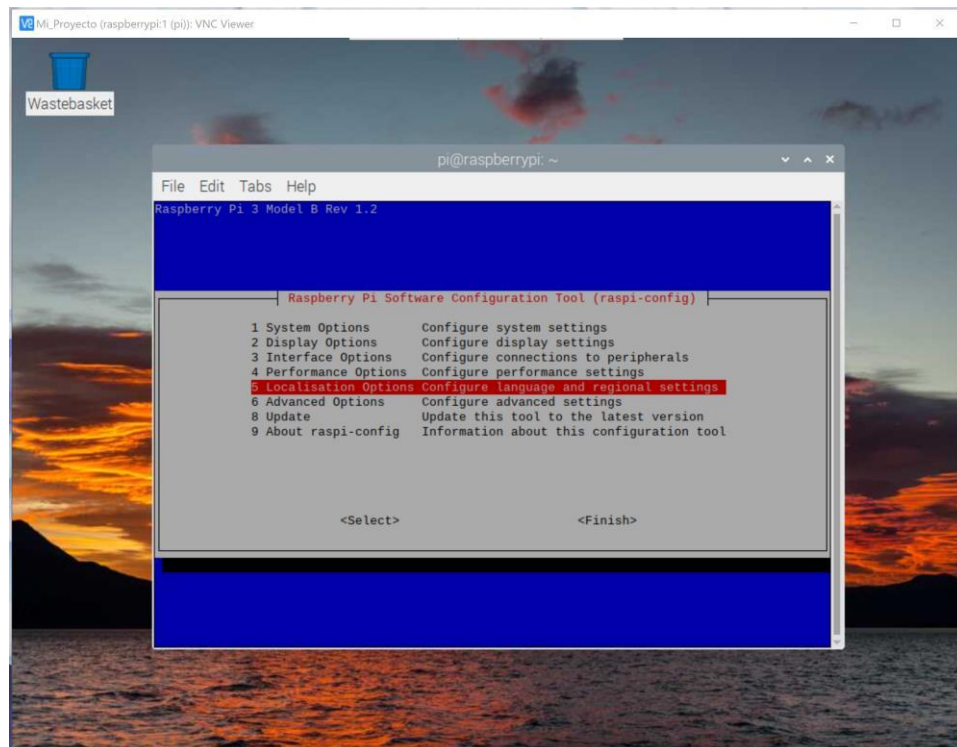 Mi_Proyecto (raspberrypi:1 (pi)): VNC Viewer
Wastebasket
pi@raspberrypi: ~
File Edit Tabs Help
Raspberry Pi 3 Model B Rev 1.2
Raspberry Pi Software Configuration Tool (raspi-config)
1 System Options Configure system settings
2 Display Options Configure display settings
3 Interface Options Configure connections to peripherals
4 Performance Options Configure performance settings
5 Localisation Options Configure language and regional settings
6 Advanced Options Configure advanced settings
8 Update Update this tool to the latest version
9 About raspi-config Information about this configuration tool
<Select> <Finish>